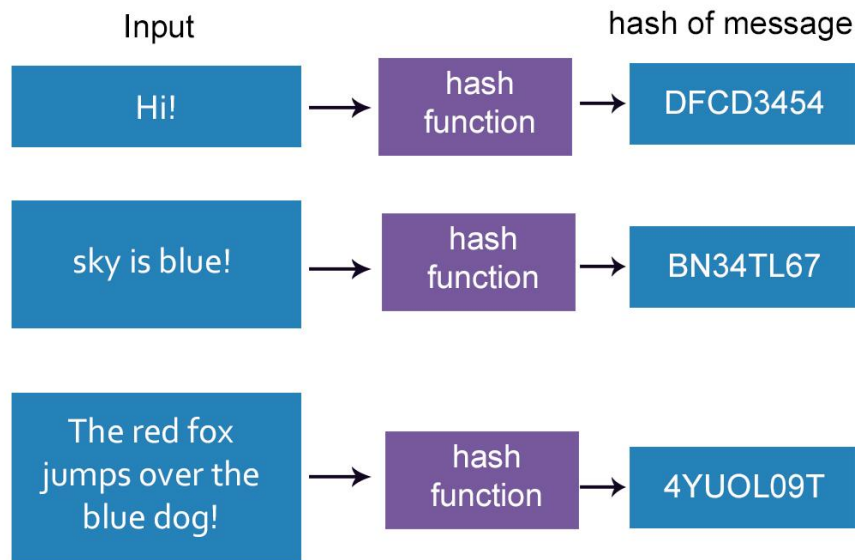 Input
hash of message
Hi!
hash
function
DFCD3454
sky is blue!
hash
function
BN34TL67
The red fox
jumps over the
blue dog!
hash
function
4YUOL09T